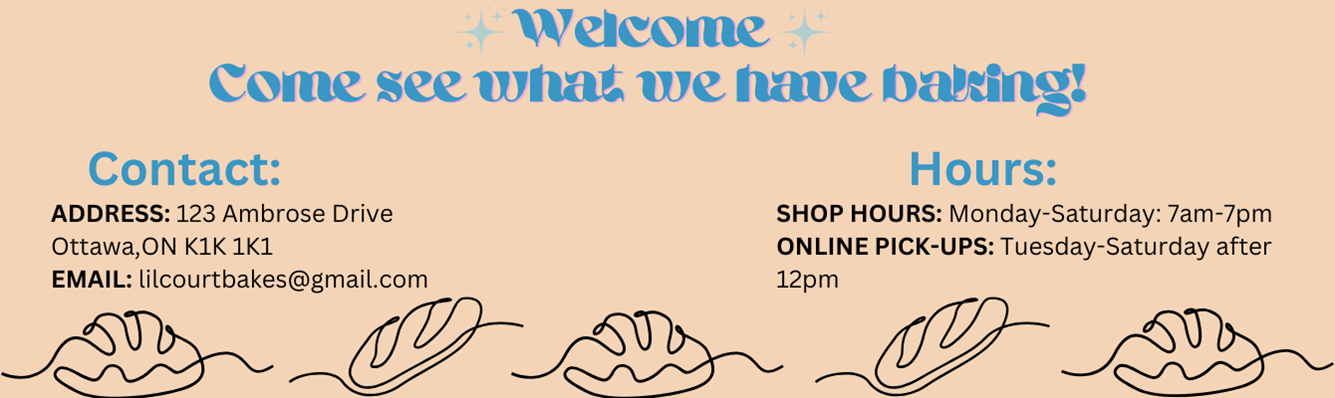 Welcome
Come see what we have baking!
Contact:
ADDRESS: 123 Ambrose Drive
Ottawa,ON K1K 1K1
EMAIL: lilcourtbakes@gmail.com
Hours:
SHOP HOURS: Monday-Saturday: 7am-7pm
ONLINE PICK-UPS: Tuesday-Saturday after
12pm